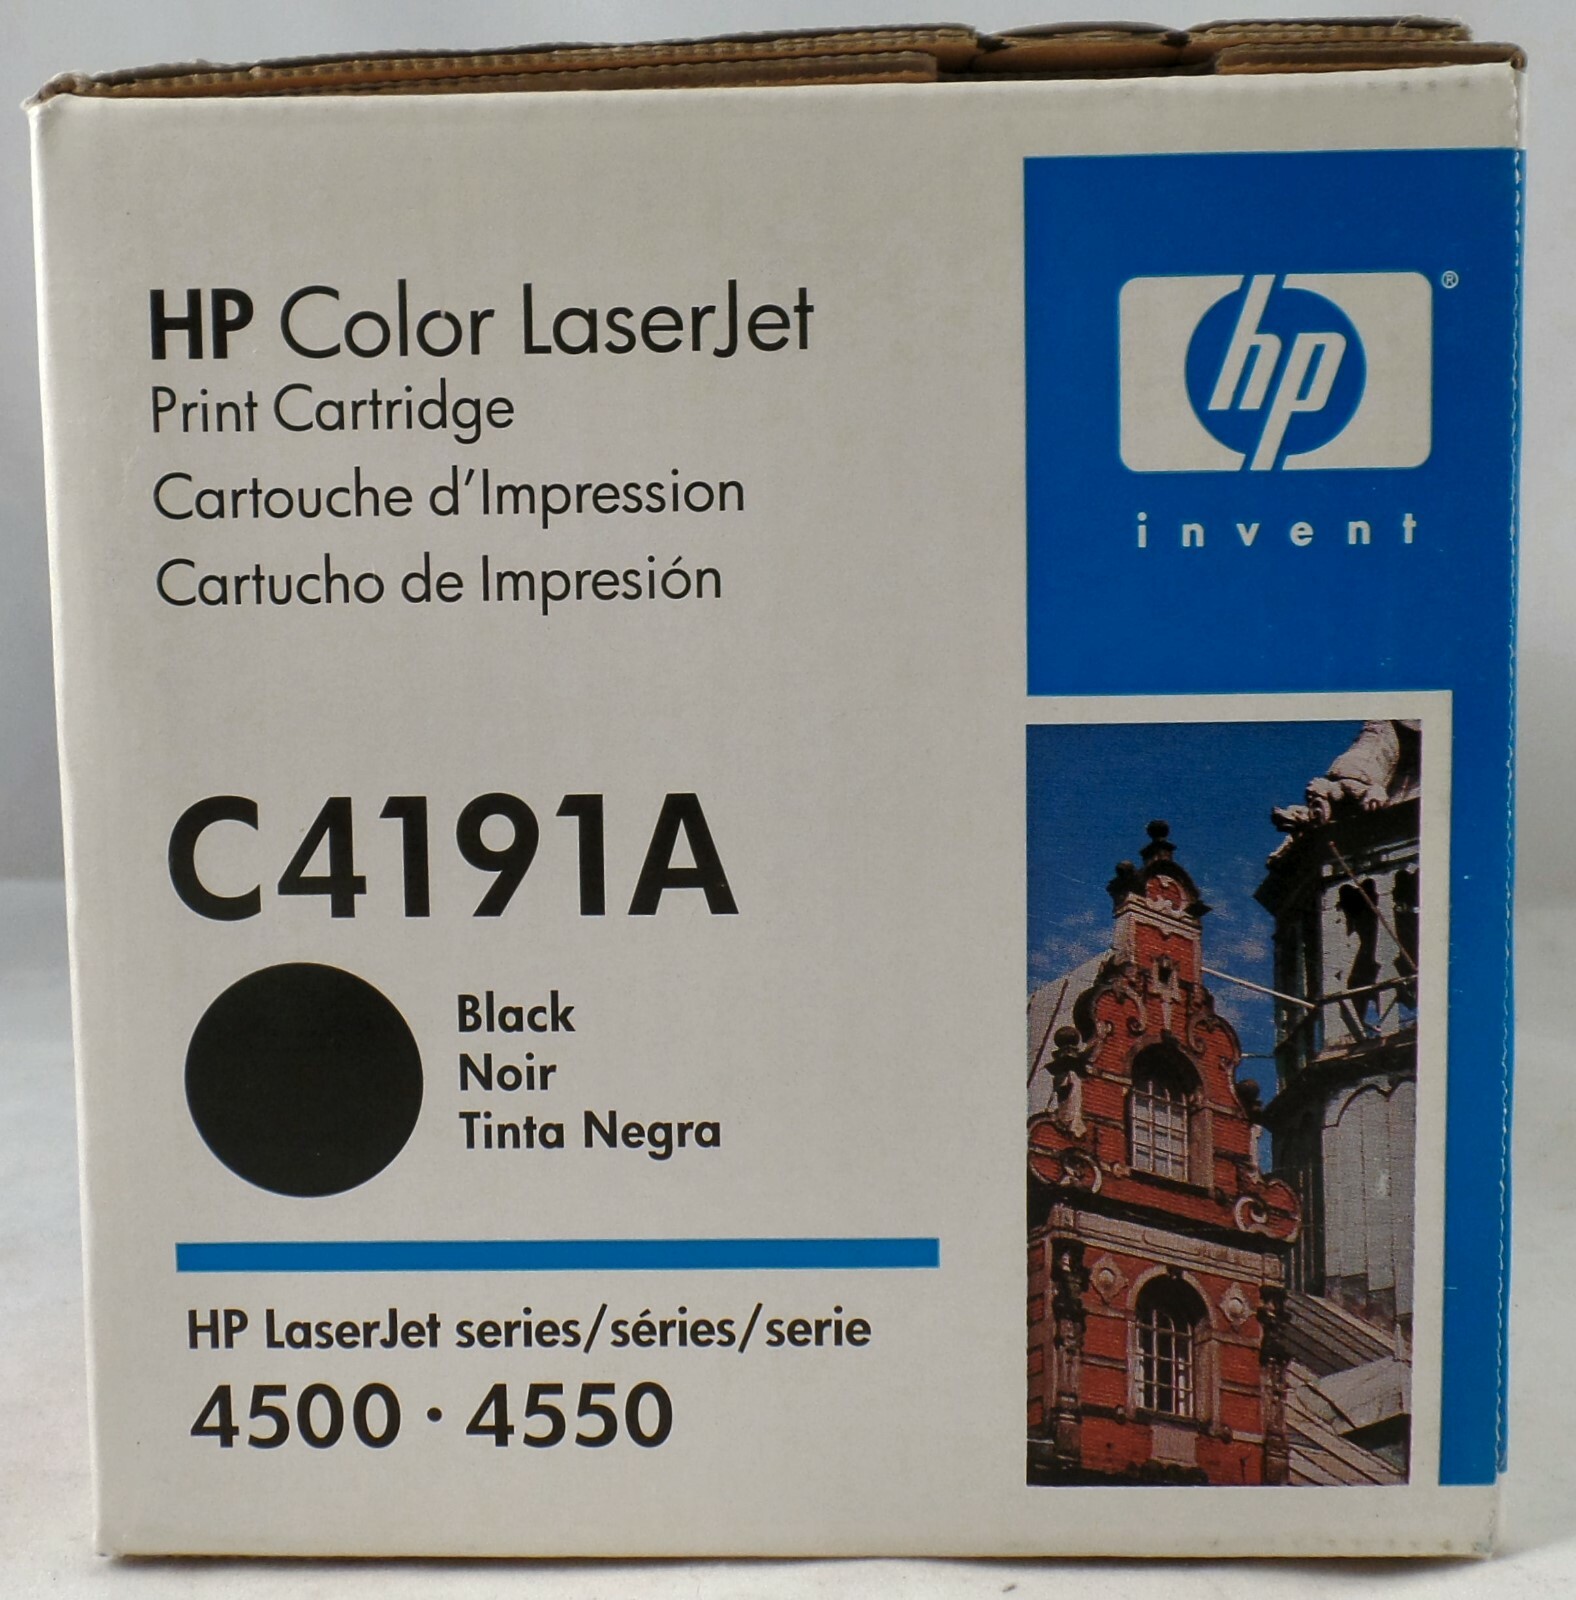 HP Color LaserJet
Print Cartridge
Cartouche d'Impression
Cartucho de Impresión
C4191A
Black
Noir
Tinta Negra
HP LaserJet series/séries/serie
4500 · 4550
hp®
invent